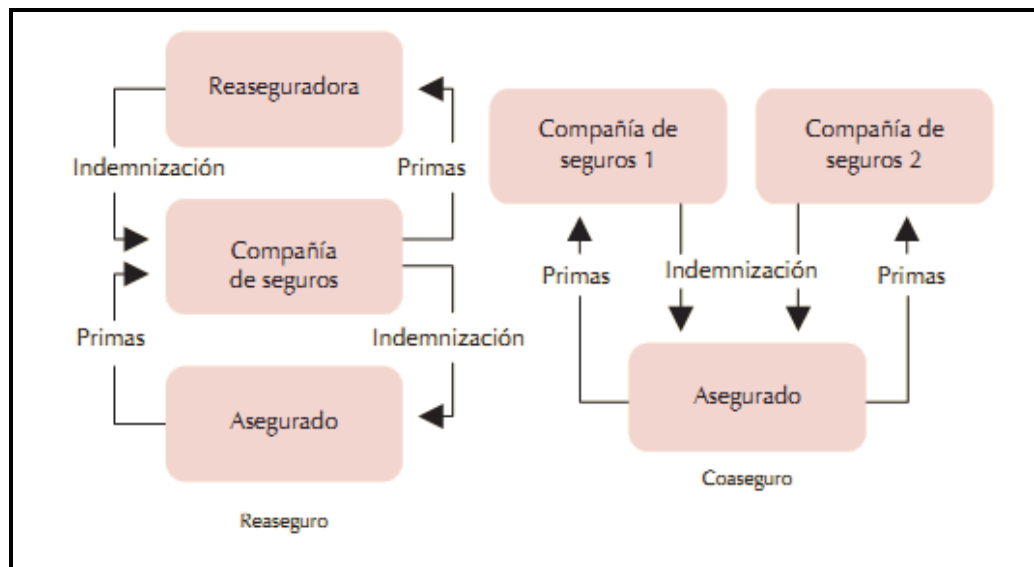 Reaseguradora
Indemnización
Primas
Compañía
de seguros
Primas
Indemnización
Asegurado
Reaseguro
Compañía de
seguros 1
Compañía de
seguros 2
Primas
Indemnización
Primas
Asegurado
Coaseguro